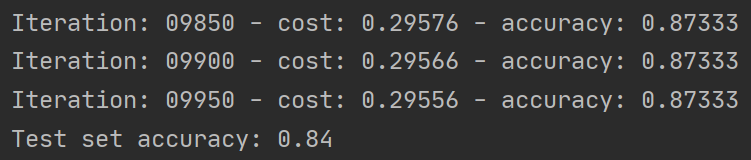 Iteration: 09850 - cost: 0.29576 - accuracy: 0.87333
Iteration: 09900 - cost: 0.29566 - accuracy: 0.87333
Iteration: 09950 - cost: 0.29556 - accuracy: 0.87333
Test set accuracy: 0.84